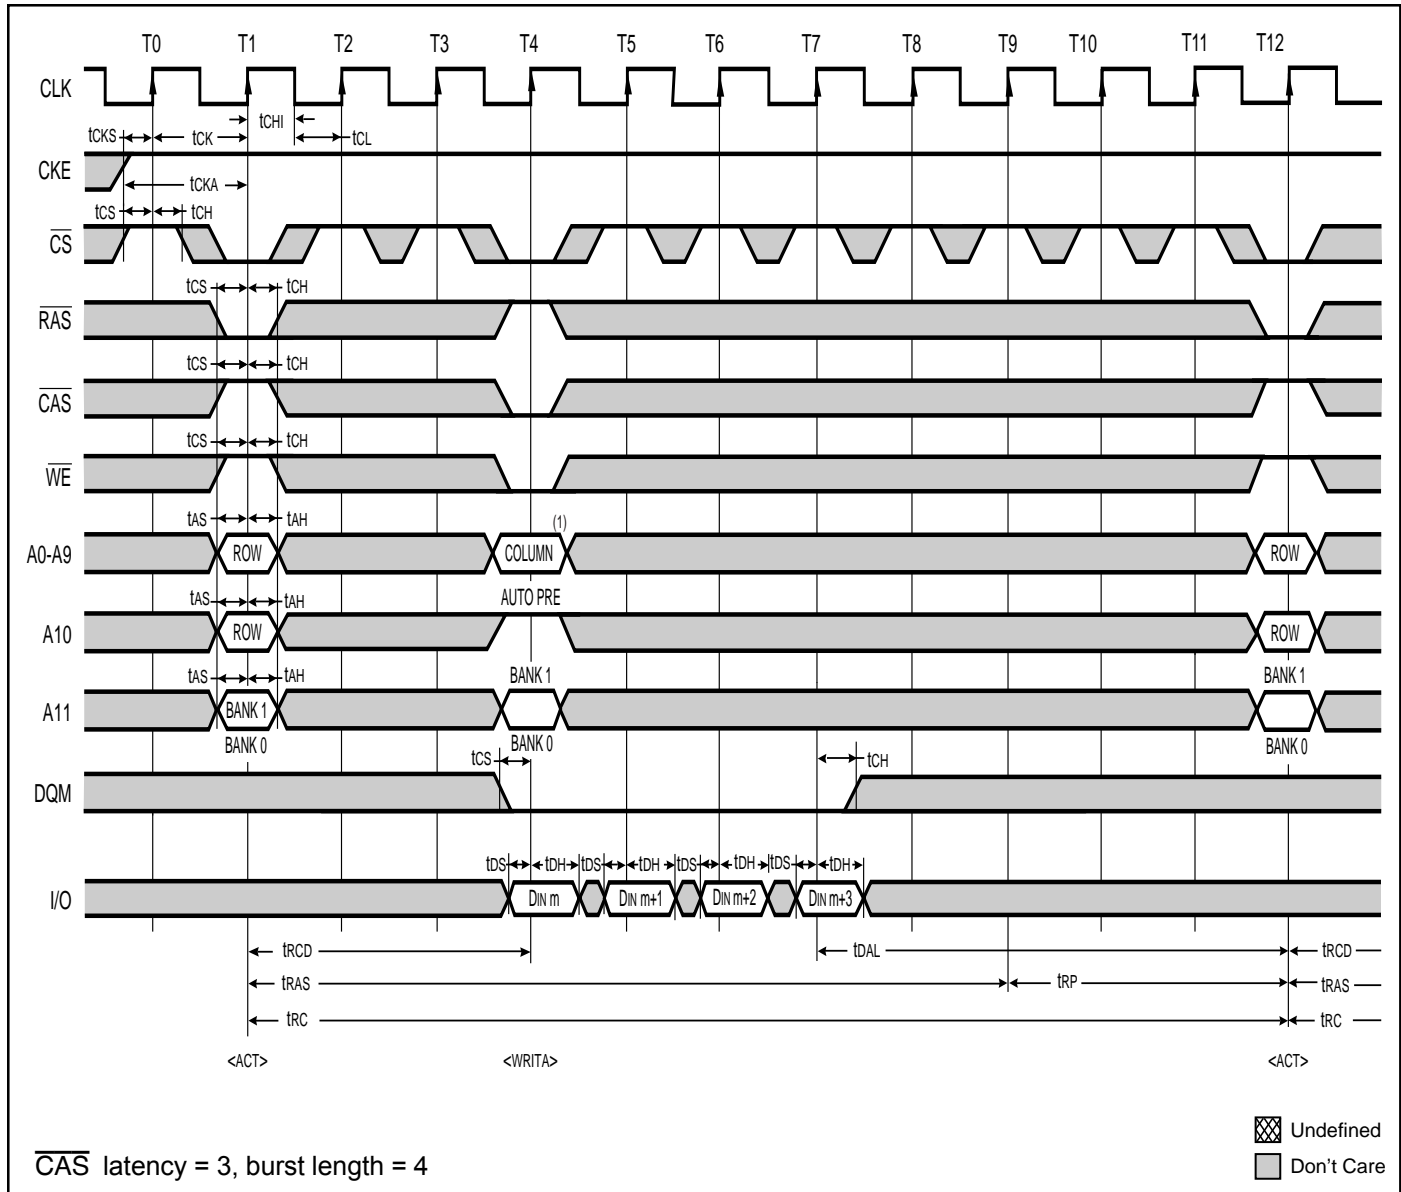 T0 T1 T2 T3 T4 T5 T6 T7 T8 T9 T10 T11 T12
CLK
tCHI
tCKS tCK tCL
CKE
tCKA
tCS tCH
CS
tCS tCH
RAS
tCS tCH
CAS
tCS tCH
WE
tAS tAH (1)
A0-A9 ROW COLUMN ROW
tAS tAH AUTO PRE
A10 ROW ROW
tAS tAH BANK 1 BANK 1
A11 BANK 1
BANK 0 BANK 0 BANK 0
tCS tCH
DQM
tDS tDH tDS tDH tDS tDH tDS tDH
I/O DIN m DIN m+1 DIN m+2 DIN m+3
tRCD tDAL tRCD
tRAS tRP tRAS
tRC tRC
<ACT> <WRITA> <ACT>
Undefined
CAS latency = 3, burst length = 4 Don't Care